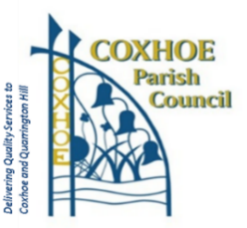 COXHOE
Parish
Council
COXHOE
Delivering Quality Services to
Coxhoe and Quarrington Hill